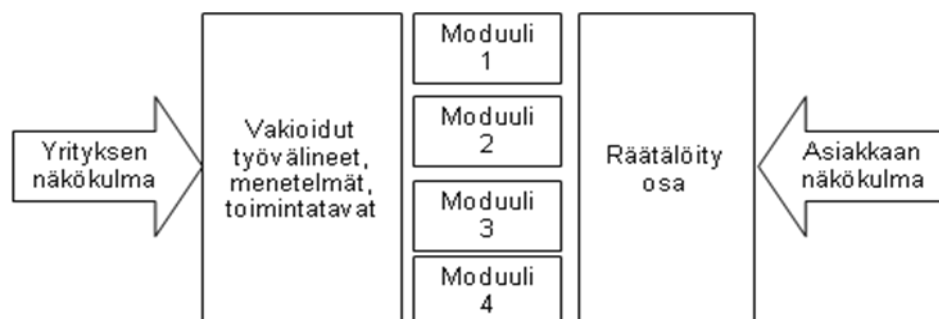 Yrityksen
näkökulma
Vakioidut
työvälineet,
menetelmät,
toimintatavat
Moduuli
1
Moduuli
2
Moduuli
3
Moduuli
4
Räätälöity
osa
Asiakkaan
näkökulma